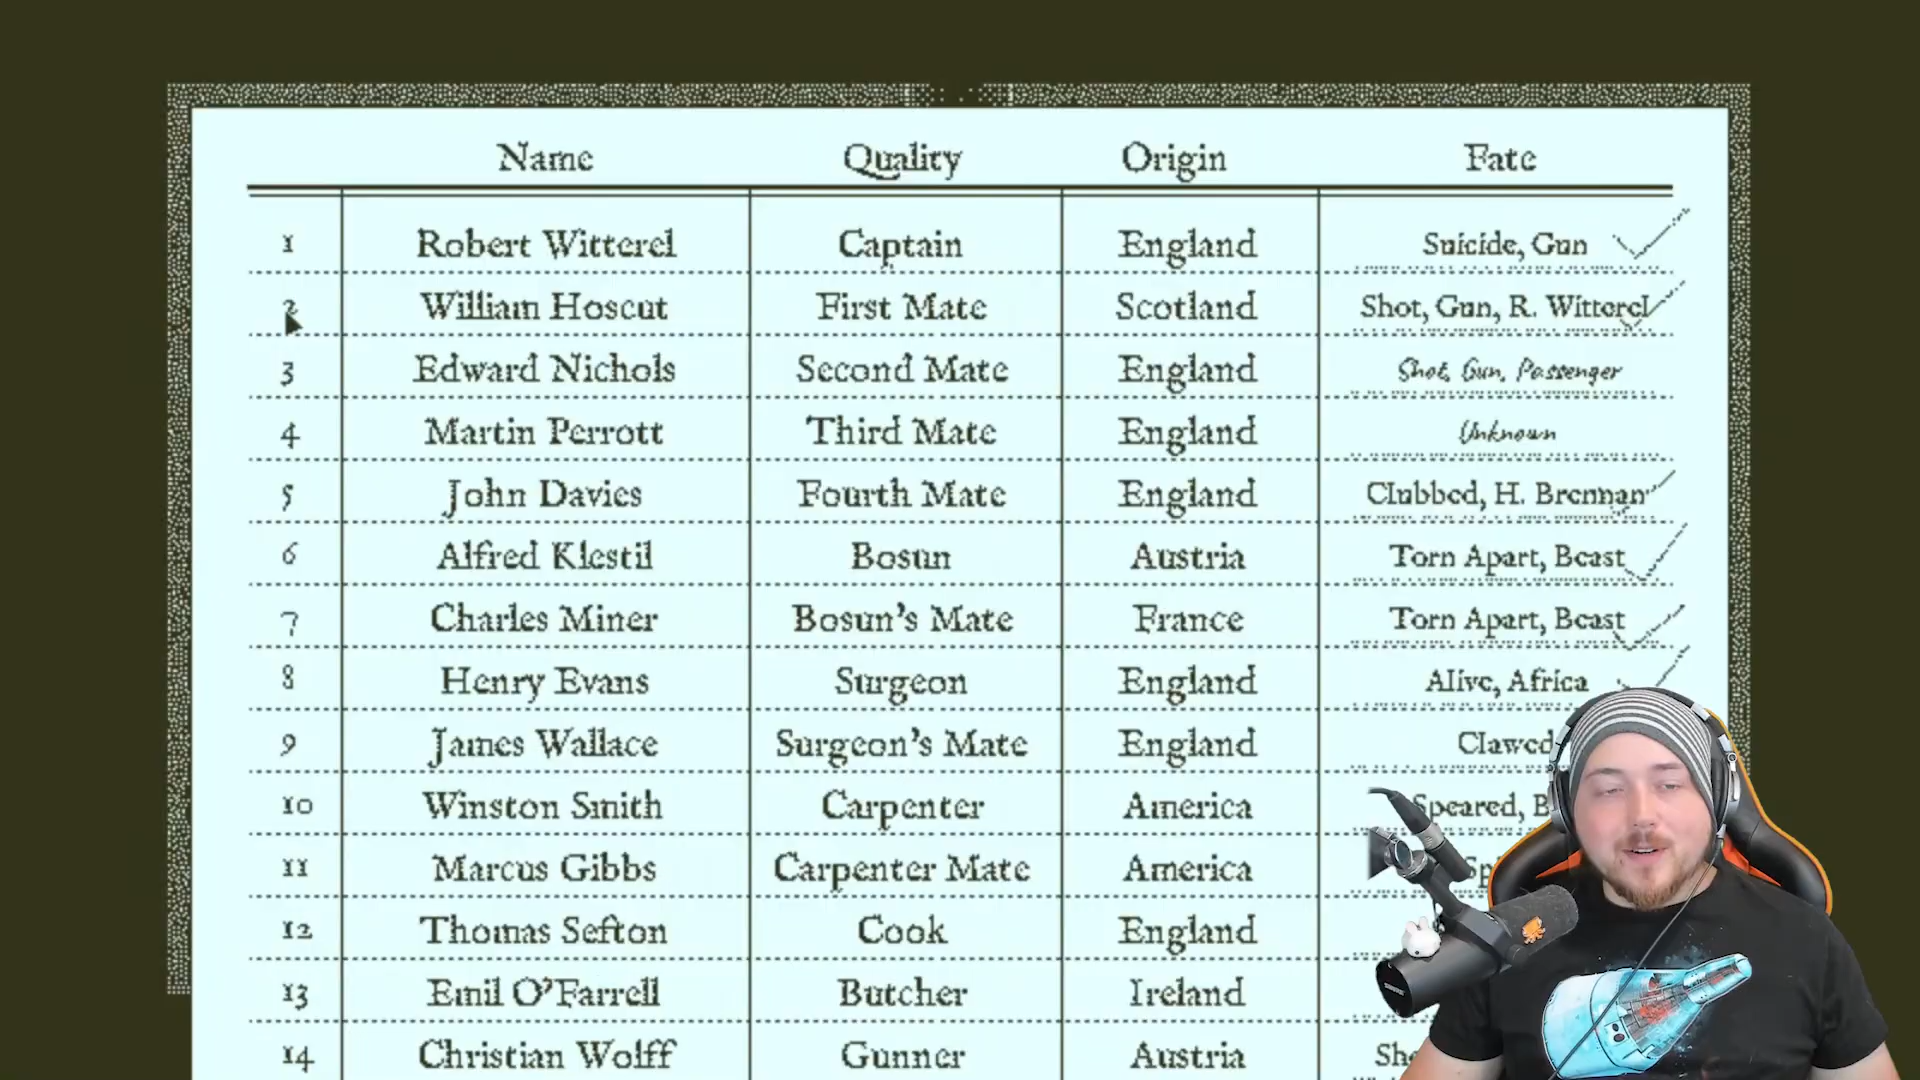 Name Quality Origin Fate
1 Robert Witterel Captain England Suicide, Gun
2 William Hoscut First Mate Scotland Shot, Gun, R. Witterel
3 Edward Nichols Second Mate England Shot, Gun, Passenger
4 Martin Perrott Third Mate England Unknown
5 John Davies Fourth Mate England Clubbed, H. Brennan
6 Alfred Klestil Bosun Austria Torn Apart, Beast
7 Charles Miner Bosun's Mate France Torn Apart, Beast
8 Henry Evans Surgeon England Alive, Africa
9 James Wallace Surgeon's Mate England Clawed
10 Winston Smith Carpenter America Speared,
11 Marcus Gibbs Carpenter Mate America
12 Thomas Sefton Cook England
13 Emil O'Farrell Butcher Ireland
14 Christian Wolff Gunner Austria